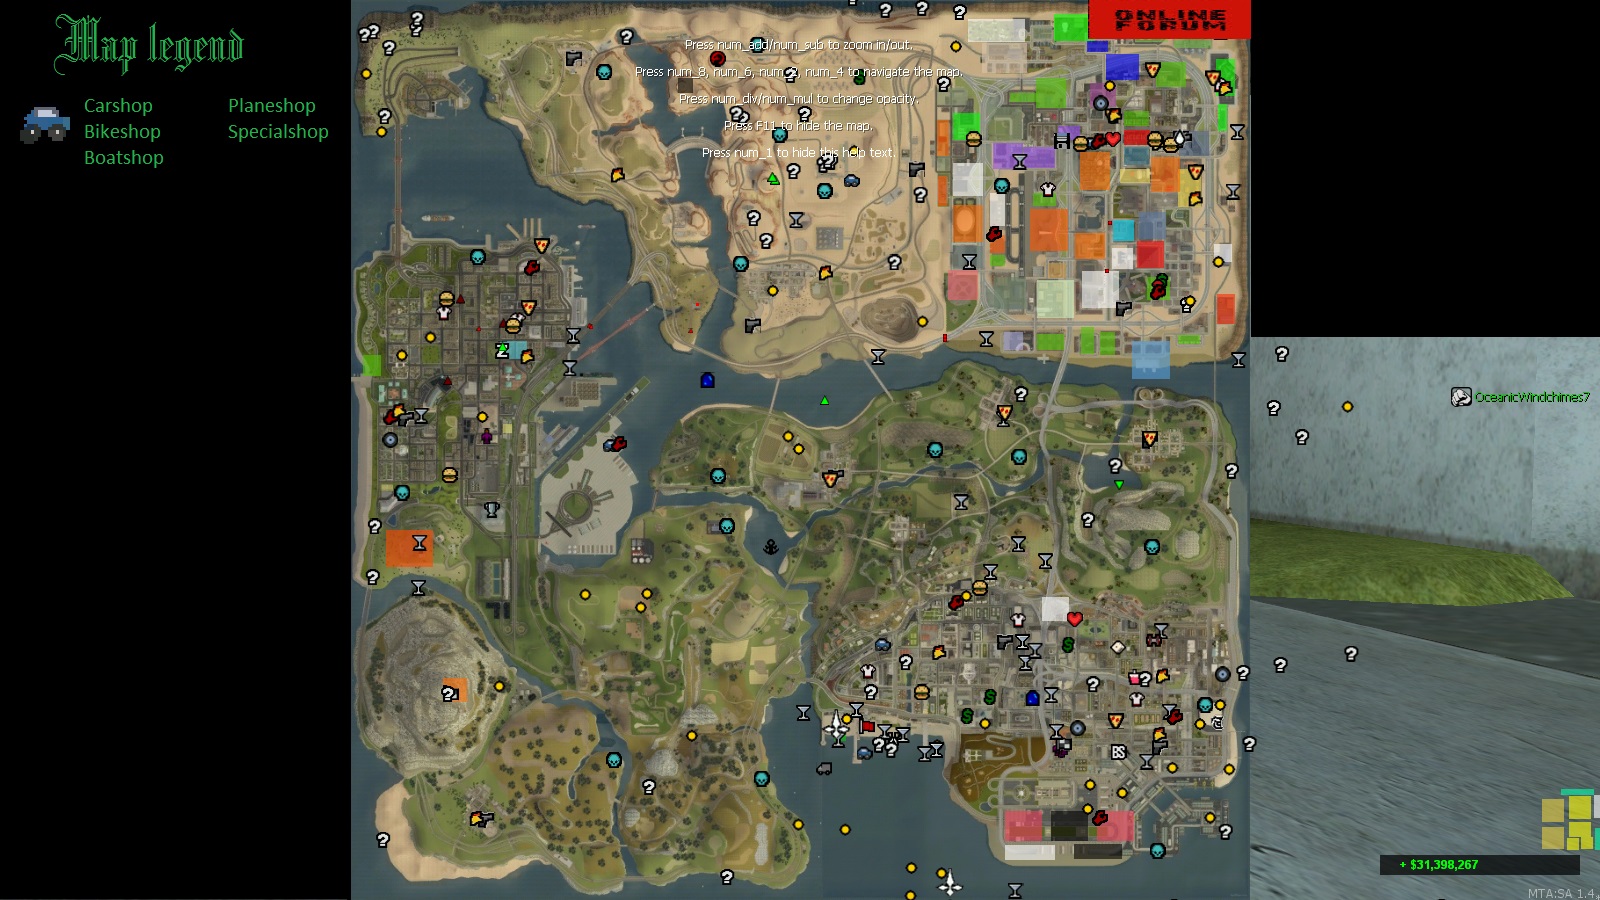 Map legend
Carshop
Planeshop
Bikeshop
Specialshop
Boatshop
ONLINE
FORUM
Press num_add/num_sub to zoom in/out.
Press num_8, num_6, num_2, num_4 to navigate the map.
Press num_div/num_mul to change opacity.
Press F11 to hide the map.
Press num_1 to hide this help text.
OceanicWindchimes7
Z
BS
+ $31,398,267
MTA:SA 1.4